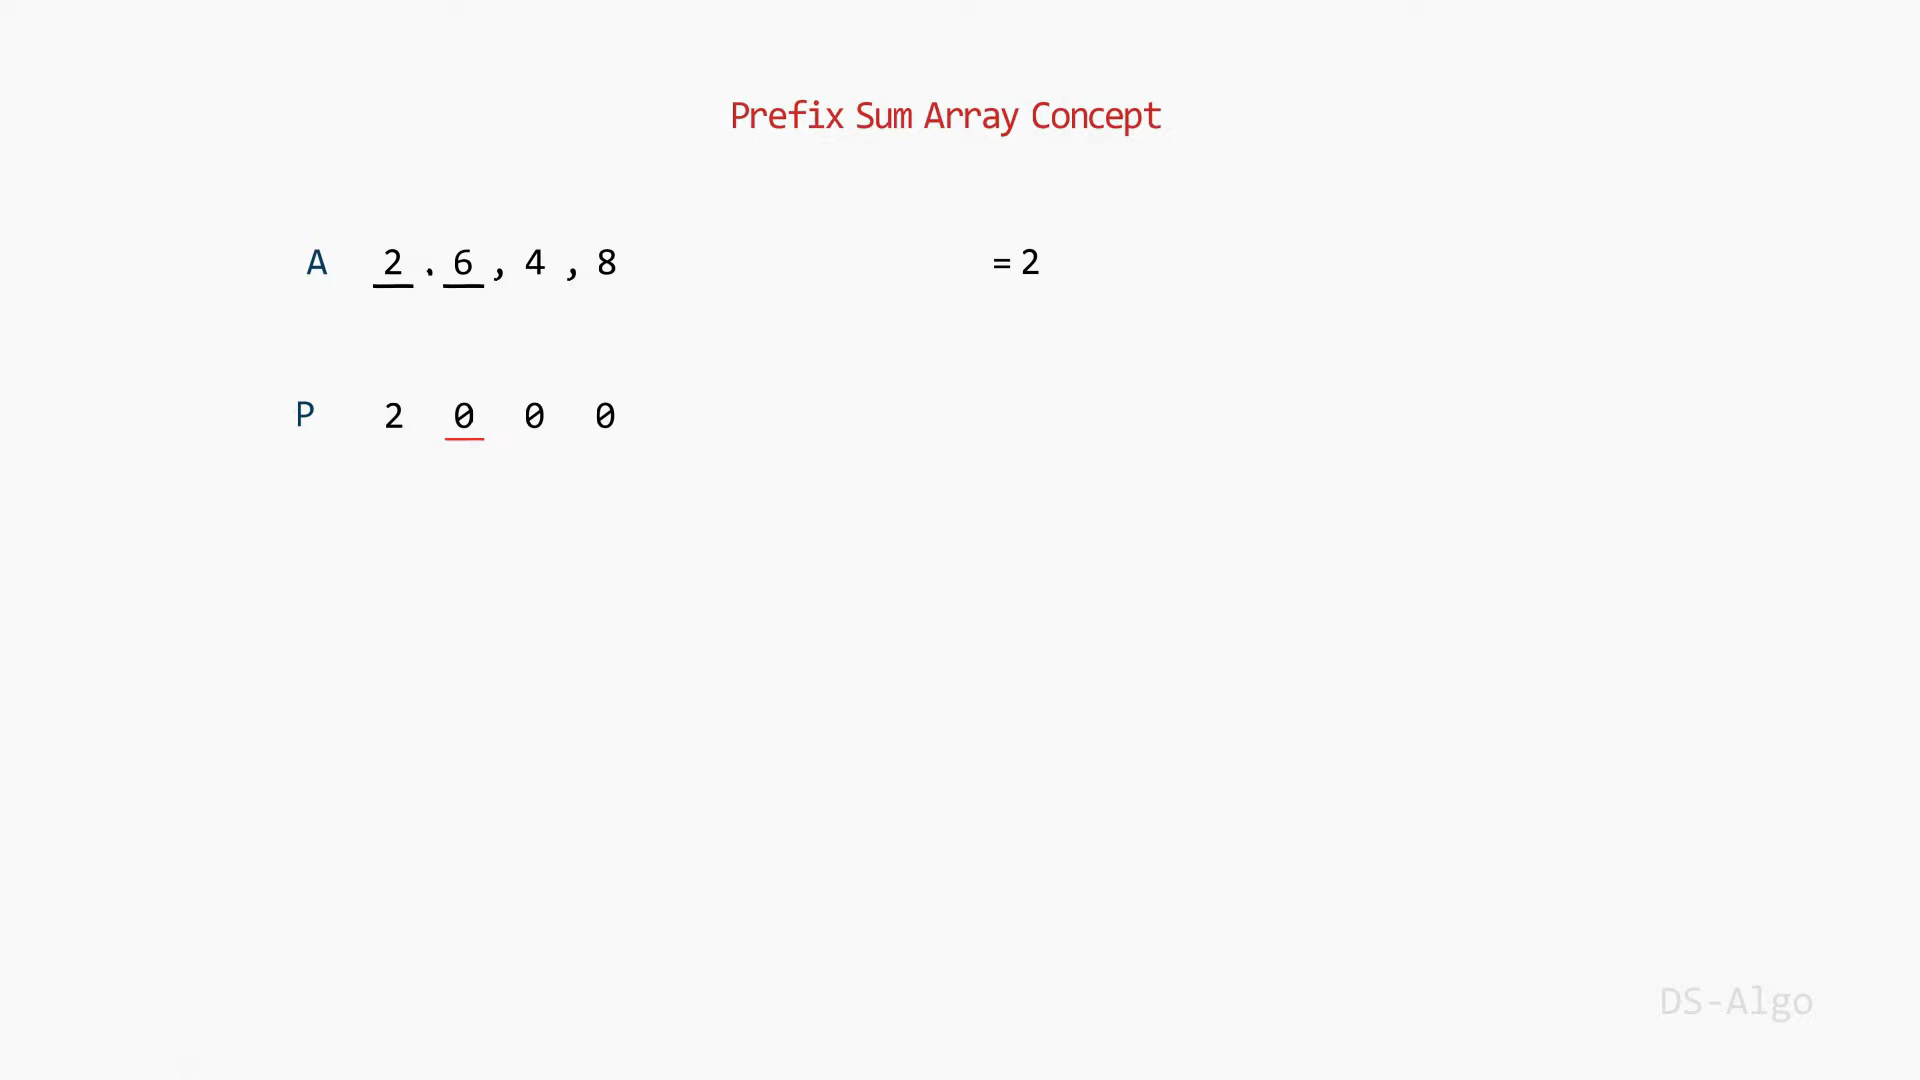 Prefix Sum Array Concept
A 2 , 6 , 4 , 8 = 2
P 2 0 0 0
DS-Algo